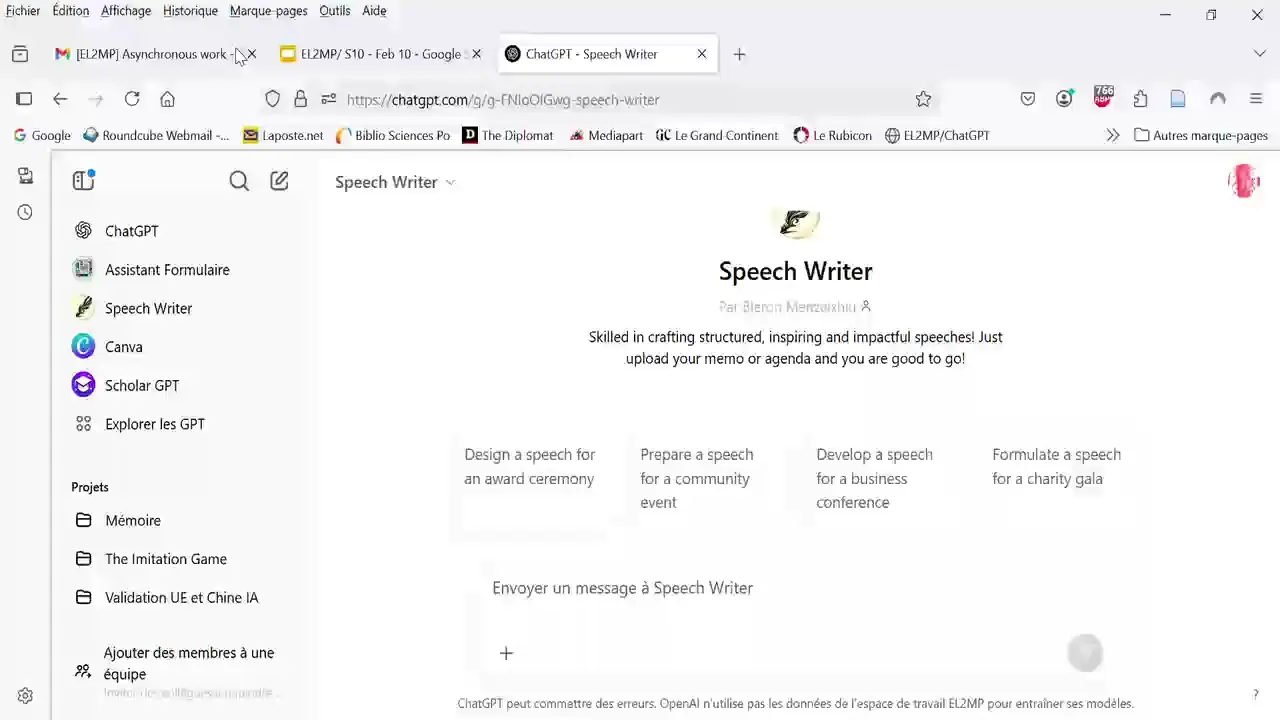 Fichier Édition Affichage Historique Marque-pages Outils Aide
[EL2MP] Asynchronous work - EL2MP/ S10 - Feb 10 - Google ChatGPT - Speech Writer
https://chatgpt.com/g/g-FNloOlGwg-speech-writer 766 ABP
Google Roundcube Webmail -... Laposte.net Biblio Sciences Po The Diplomat Mediapart Le Grand Continent Le Rubicon EL2MP/ChatGPT Autres marque-pages
Speech Writer
ChatGPT
Assistant Formulaire
Speech Writer
Canva
Scholar GPT
Explorer les GPT
Projets
Mémoire
The Imitation Game
Validation UE et Chine IA
Ajouter des membres à une
équipe
Speech Writer
Par
Skilled in crafting structured, inspiring and impactful speeches! Just
upload your memo or agenda and you are good to go!
Design a speech for
an award ceremony
Prepare a speech
for a community
event
Develop a speech
for a business
conference
Formulate a speech
for a charity gala
Envoyer un message à Speech Writer
ChatGPT peut commettre des erreurs. OpenAI n'utilise pas les données de l'espace de travail EL2MP pour entraîner ses modèles.
?